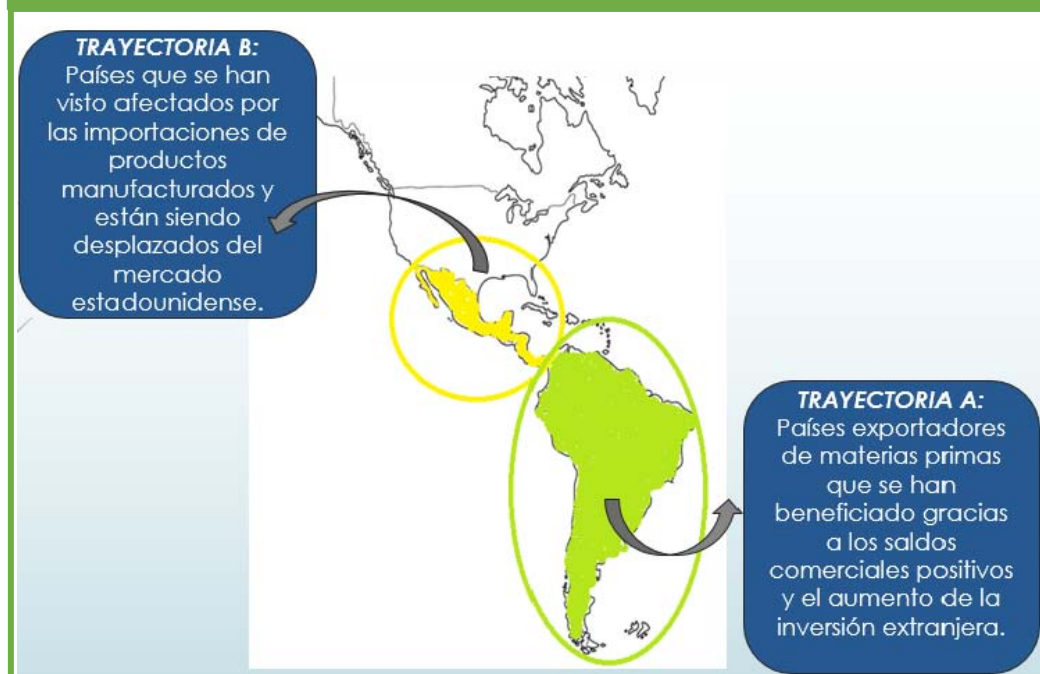 TRAYECTORIA B:
Países que se han
visto afectados por
las importaciones de
productos
manufacturados y
están siendo
desplazados del
mercado
estadounidense.
TRAYECTORIA A:
Países exportadores
de materias primas
que se han
beneficiado gracias
a los saldos
comerciales positivos
y el aumento de la
inversión extranjera.